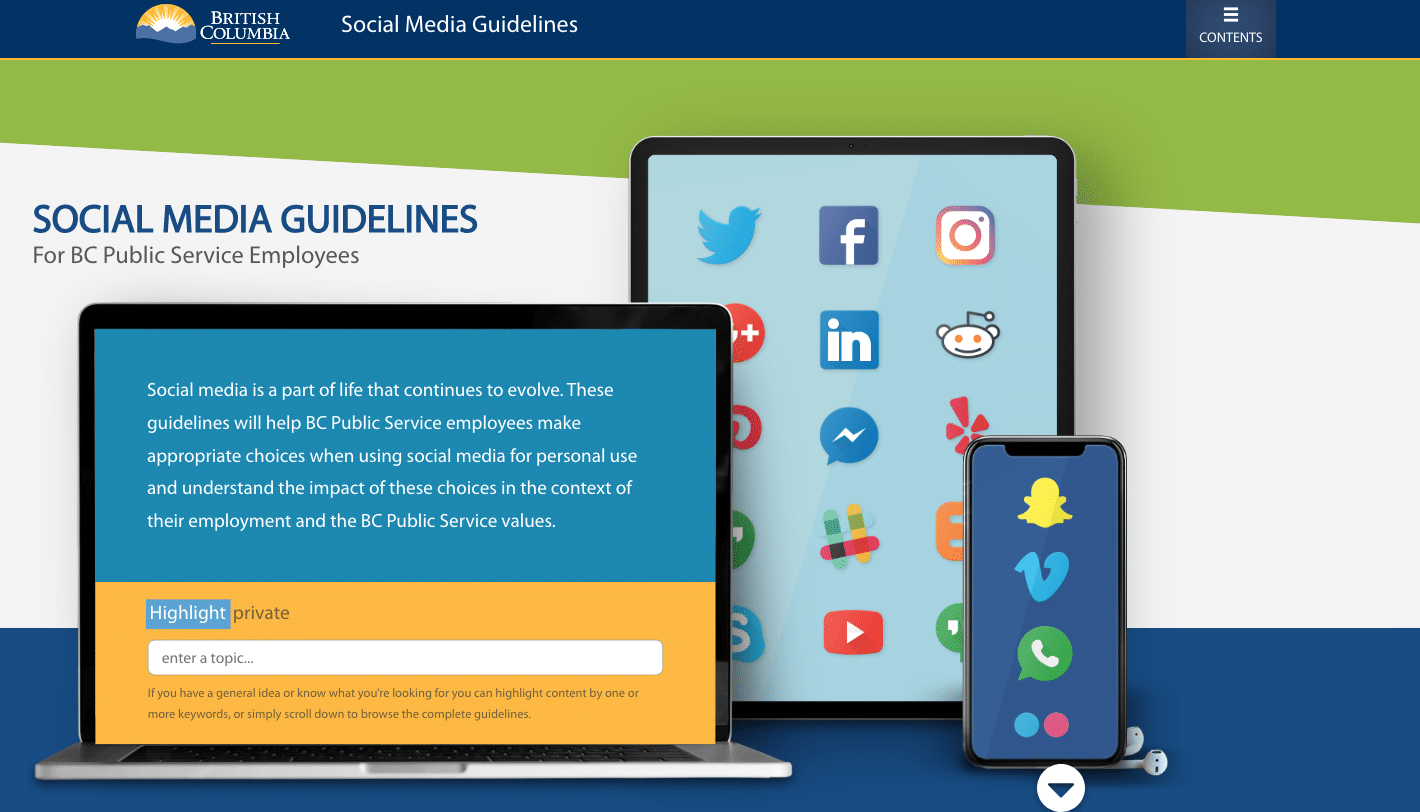 BRITISH
COLUMBIA
Social Media Guidelines
CONTENTS
SOCIAL MEDIA GUIDELINES
For BC Public Service Employees
Social media is a part of life that continues to evolve. These
guidelines will help BC Public Service employees make
appropriate choices when using social media for personal use
and understand the impact of these choices in the context of
their employment and the BC Public Service values.
Highlight private
enter a topic...
If you have a general idea or know what you're looking for you can highlight content by one or
more keywords, or simply scroll down to browse the complete guidelines.
in